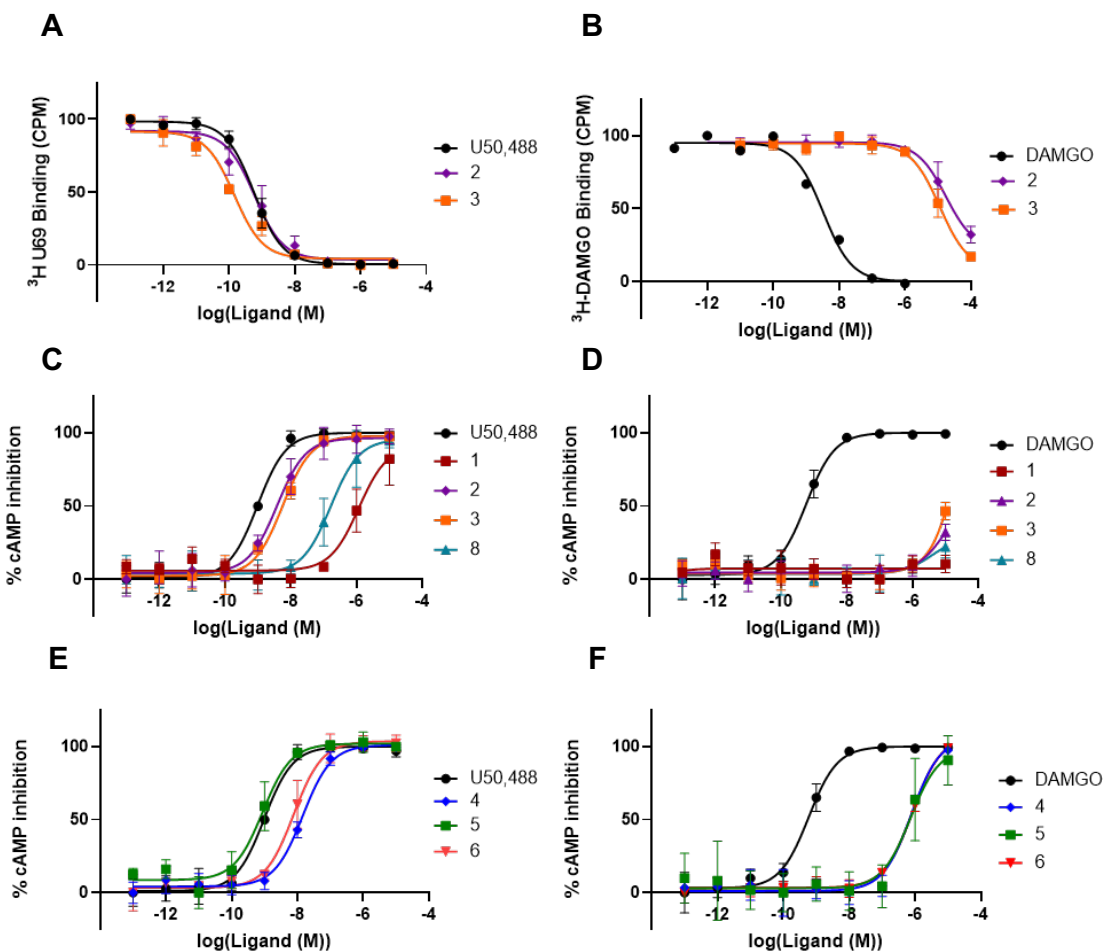 A
³H U69 Binding (CPM)
100
50
0
-12
-10
-8
-6
-4
log(Ligand (M)
U50,488
2
3
B
³H-DAMGO Binding (CPM)
100
50
0
-12
-10
-8
-6
-4
log(Ligand (M))
DAMGO
2
3
C
% cAMP inhibition
100
50
0
-12
-10
-8
-6
-4
log(Ligand (M))
U50,488
1
2
3
8
D
% cAMP inhibition
100
50
0
-12
-10
-8
-6
-4
log(Ligand (M))
DAMGO
1
2
3
8
E
% cAMP inhibition
100
50
0
-12
-10
-8
-6
-4
log(Ligand (M))
U50,488
4
5
6
F
% cAMP inhibition
100
50
0
-12
-10
-8
-6
-4
log(Ligand (M))
DAMGO
4
5
6